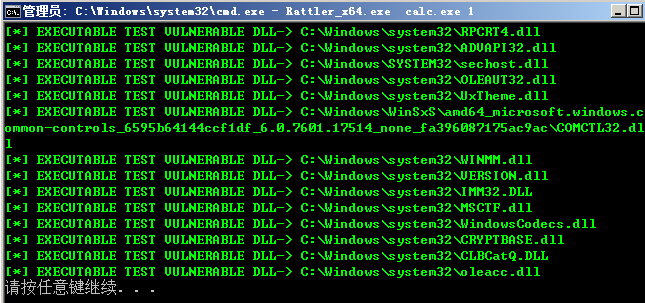 管理员: C:\Windows\system32\cmd.exe - Rattler_x64.exe  calc.exe 1
[*] EXECUTABLE TEST VULNERABLE DLL-> C:\Windows\system32\RPCRT4.dll
[*] EXECUTABLE TEST VULNERABLE DLL-> C:\Windows\system32\ADVAPI32.dll
[*] EXECUTABLE TEST VULNERABLE DLL-> C:\Windows\SYSTEM32\sechost.dll
[*] EXECUTABLE TEST VULNERABLE DLL-> C:\Windows\system32\OLEAUT32.dll
[*] EXECUTABLE TEST VULNERABLE DLL-> C:\Windows\system32\UxTheme.dll
[*] EXECUTABLE TEST VULNERABLE DLL-> C:\Windows\WinSxS\amd64_microsoft.windows.c
ommon-controls_6595b64144ccf1df_6.0.7601.17514_none_fa396087175ac9ac\COMCTL32.dl
l
[*] EXECUTABLE TEST VULNERABLE DLL-> C:\Windows\system32\WINMM.dll
[*] EXECUTABLE TEST VULNERABLE DLL-> C:\Windows\system32\VERSION.dll
[*] EXECUTABLE TEST VULNERABLE DLL-> C:\Windows\system32\IMM32.DLL
[*] EXECUTABLE TEST VULNERABLE DLL-> C:\Windows\system32\MSCTF.dll
[*] EXECUTABLE TEST VULNERABLE DLL-> C:\Windows\system32\WindowsCodecs.dll
[*] EXECUTABLE TEST VULNERABLE DLL-> C:\Windows\system32\CRYPTBASE.dll
[*] EXECUTABLE TEST VULNERABLE DLL-> C:\Windows\system32\CLBCatQ.DLL
[*] EXECUTABLE TEST VULNERABLE DLL-> C:\Windows\system32\oleacc.dll
请按任意键继续. . .